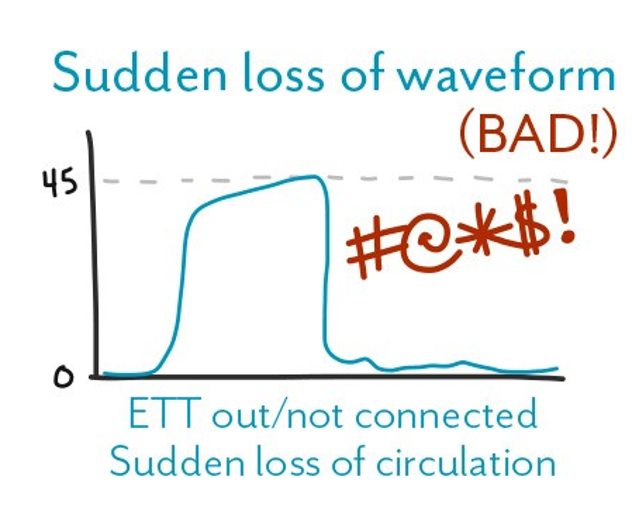 Sudden loss of waveform
(BAD!)
45
#@*$!
0
ETT out/not connected
Sudden loss of circulation